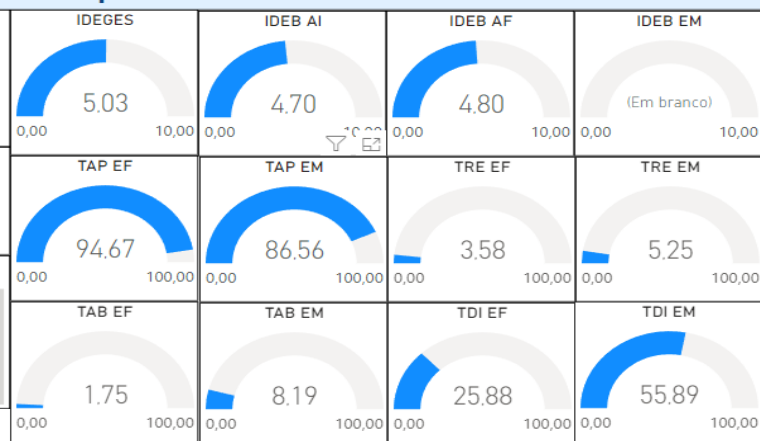 IDEGES
5,03
0,00 10,00
IDEB AI
4,70
0,00 10,00
IDEB AF
4,80
0,00 10,00
IDEB EM
(Em branco)
0,00 10,00
TAP EF
94,67
0,00 100,00
TAP EM
86,56
0,00 100,00
TRE EF
3,58
0,00 100,00
TRE EM
5,25
0,00 100,00
TAB EF
1,75
0,00 100,00
TAB EM
8,19
0,00 100,00
TDI EF
25,88
0,00 100,00
TDI EM
55,89
0,00 100,00